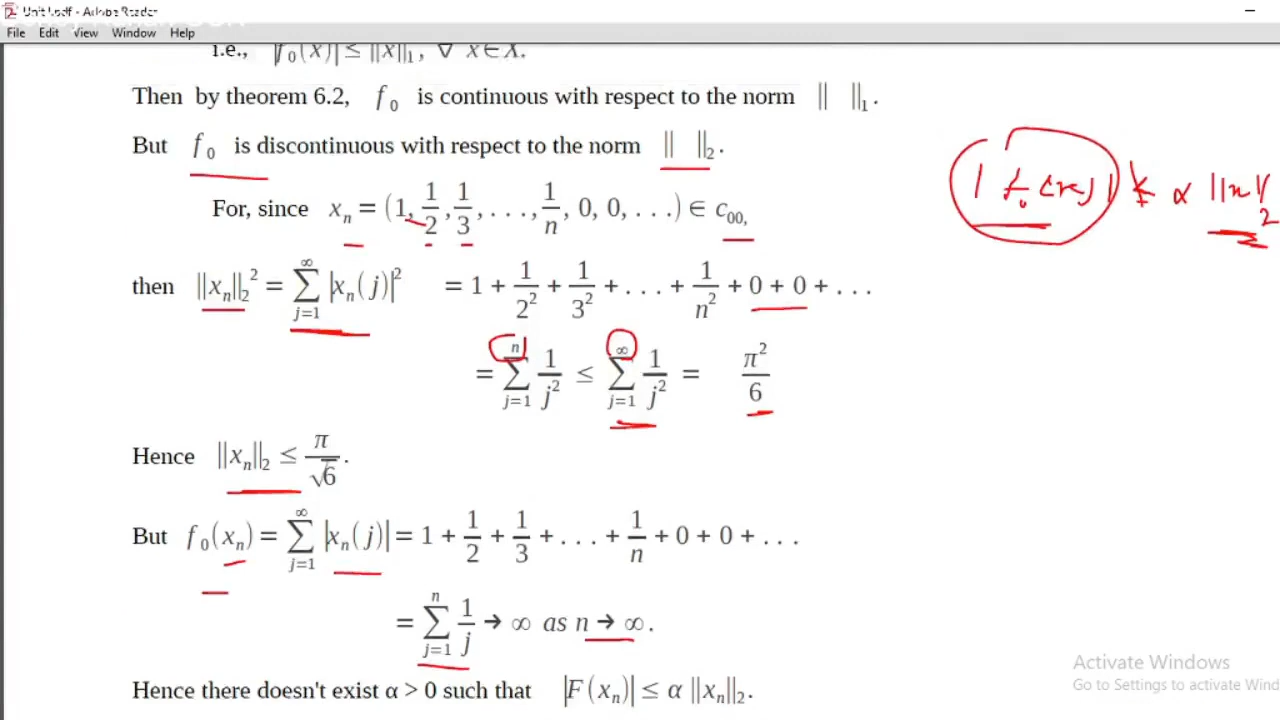 Unit I.pdf - Adobe Reader
File Edit View Window Help
i.e., |f₀(x)| ≤ ‖x‖₁, ∀ x∈X.
Then by theorem 6.2, f₀ is continuous with respect to the norm ‖ ‖₁.
But f₀ is discontinuous with respect to the norm ‖ ‖₂.
|f₀(x)| ≰ α ‖x‖₂
For, since xₙ = (1, 1/2, 1/3, . . ., 1/n, 0, 0, . . .) ∈ c₀₀,
then ‖xₙ‖₂² = ∑_{j=1}^{∞} |xₙ(j)|² = 1 + 1/2² + 1/3² + . . . + 1/n² + 0 + 0 + . . .
= ∑_{j=1}^{n} 1/j² ≤ ∑_{j=1}^{∞} 1/j² = π²/6
Hence ‖xₙ‖₂ ≤ π/√6.
But f₀(xₙ) = ∑_{j=1}^{∞} |xₙ(j)| = 1 + 1/2 + 1/3 + . . . + 1/n + 0 + 0 + . . .
= ∑_{j=1}^{n} 1/j → ∞ as n → ∞.
Hence there doesn't exist α > 0 such that |F(xₙ)| ≤ α ‖xₙ‖₂.
Activate Windows
Go to Settings to activate Wind